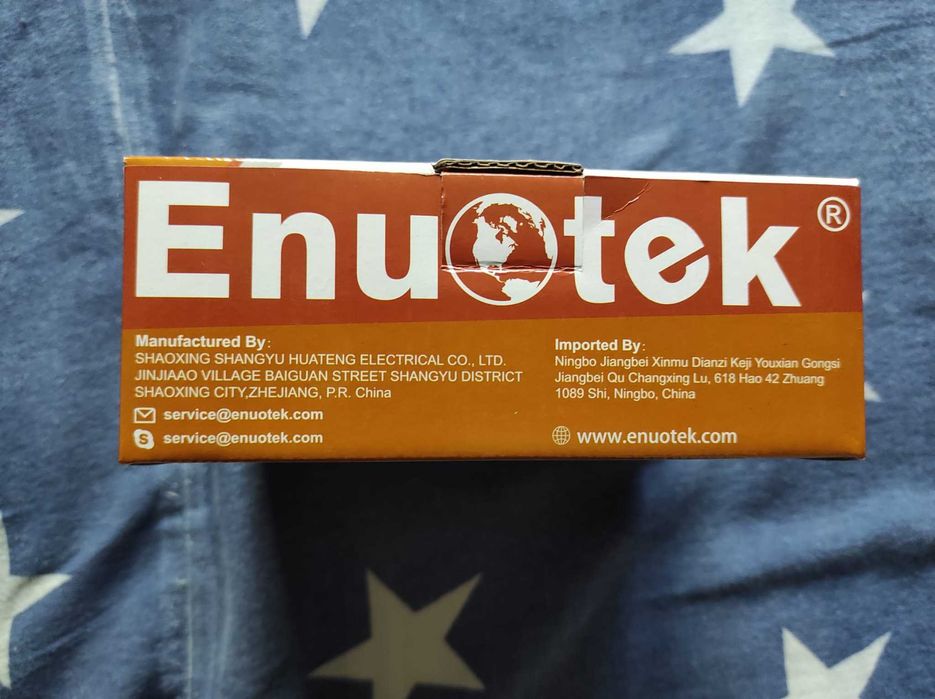 Enuotek®
Manufactured By:
SHAOXING SHANGYU HUATENG ELECTRICAL CO., LTD.
JINJIAAO VILLAGE BAIGUAN STREET SHANGYU DISTRICT
SHAOXING CITY,ZHEJIANG, P.R. China
service@enuotek.com
service@enuotek.com
Imported By:
Ningbo Jiangbei Xinmu Dianzi Keji Youxian Gongsi
Jiangbei Qu Changxing Lu, 618 Hao 42 Zhuang
1089 Shi, Ningbo, China
www.enuotek.com